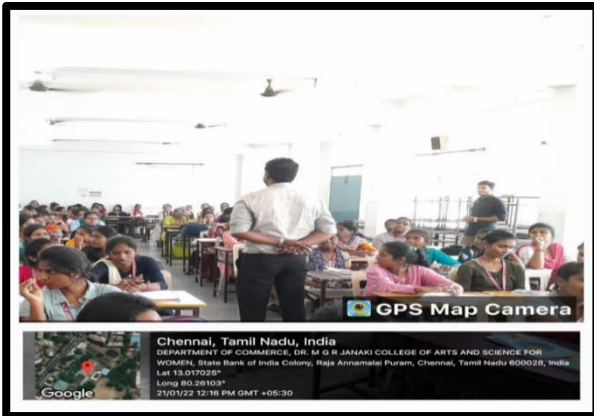 GPS Map Camera
Chennai, Tamil Nadu, India
DEPARTMENT OF COMMERCE, DR. M G R JANAKI COLLEGE OF ARTS AND SCIENCE FOR
WOMEN, State Bank of India Colony, Raja Annamalai Puram, Chennai, Tamil Nadu 600028, India
Lat 13.017025°
Long 80.26103°
21/01/22 12:16 PM GMT +05:30
Google